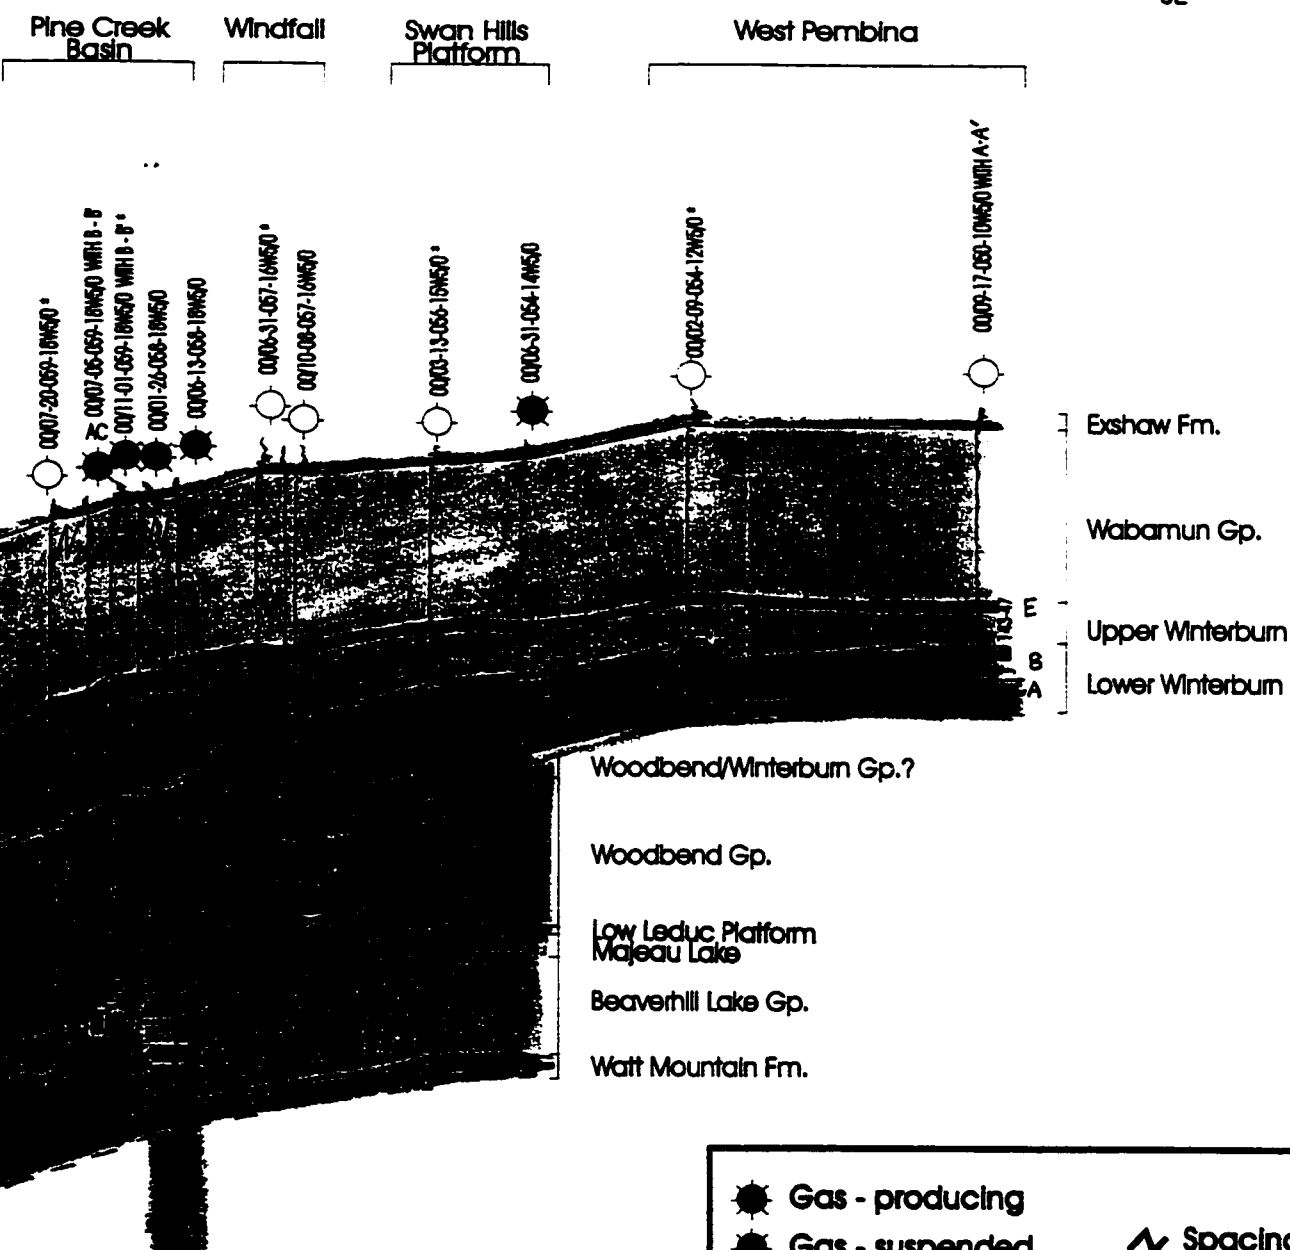 Pine Creek
Basin
Windfall
Swan Hills
Platform
West Pembina
00/07-20-059-18W5/0 *
AC 00/07-05-059-18W5/0 WITH B - B'
00/11-01-059-18W5/0 WITH B - B' *
00/01-26-058-18W5/0
00/06-13-058-18W5/0
00/06-31-057-16W5/0 *
00/10-08-057-16W5/0
00/03-13-056-15W5/0 *
00/06-31-054-14W5/0
00/02-09-054-12W5/0 *
00/09-17-050-10W5/0 WITH A-A'
Exshaw Fm.
Wabamun Gp.
E
Upper Winterburn
B
A
Lower Winterburn
Woodbend/Winterburn Gp.?
Woodbend Gp.
Low Leduc Platform
Majeau Lake
Beaverhill Lake Gp.
Watt Mountain Fm.
Gas - producing
Gas - suspended
Spacing